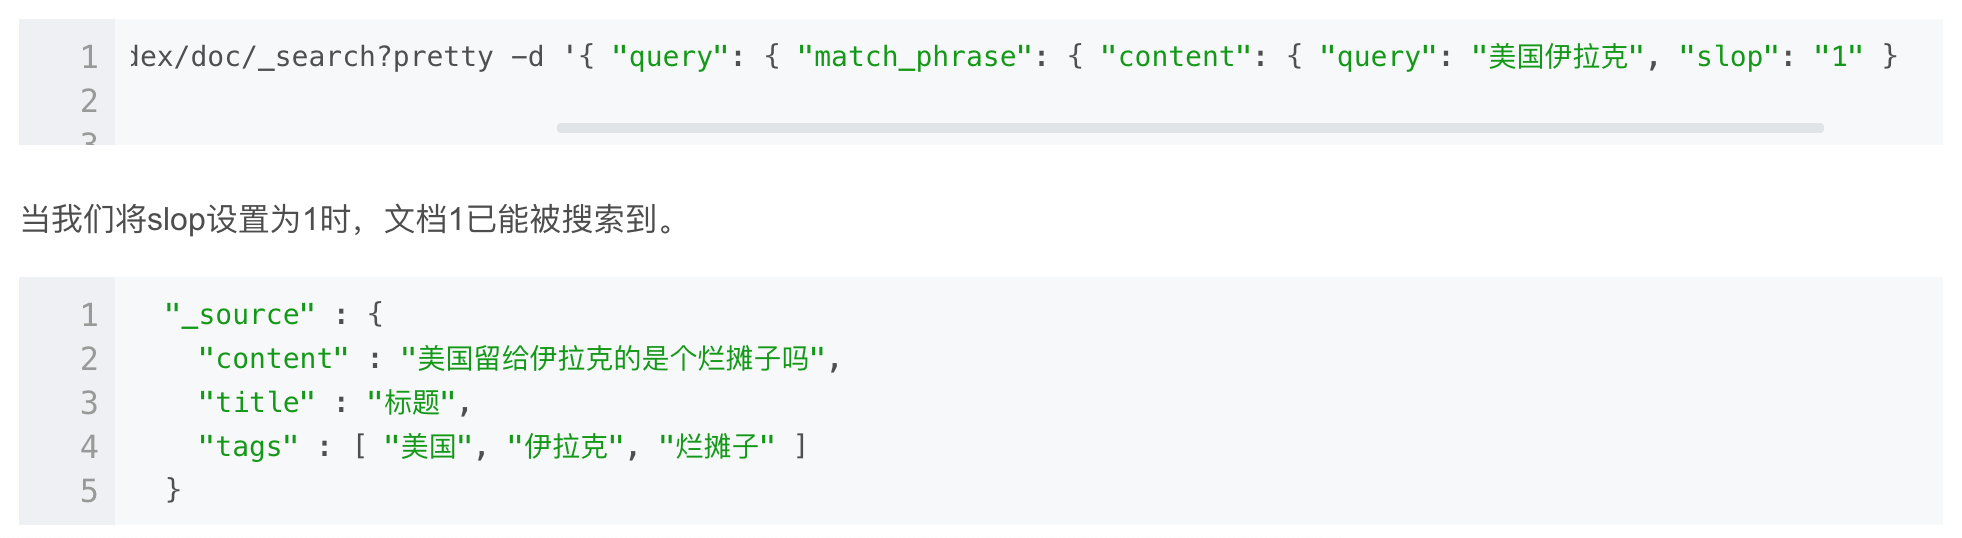 1 dex/doc/_search?pretty -d '{ "query": { "match_phrase": { "content": { "query": "美国伊拉克", "slop": "1" }
2
3
当我们将slop设置为1时，文档1已能被搜索到。
1 "_source" : {
2 "content" : "美国留给伊拉克的是个烂摊子吗",
3 "title" : "标题",
4 "tags" : [ "美国", "伊拉克", "烂摊子" ]
5 }